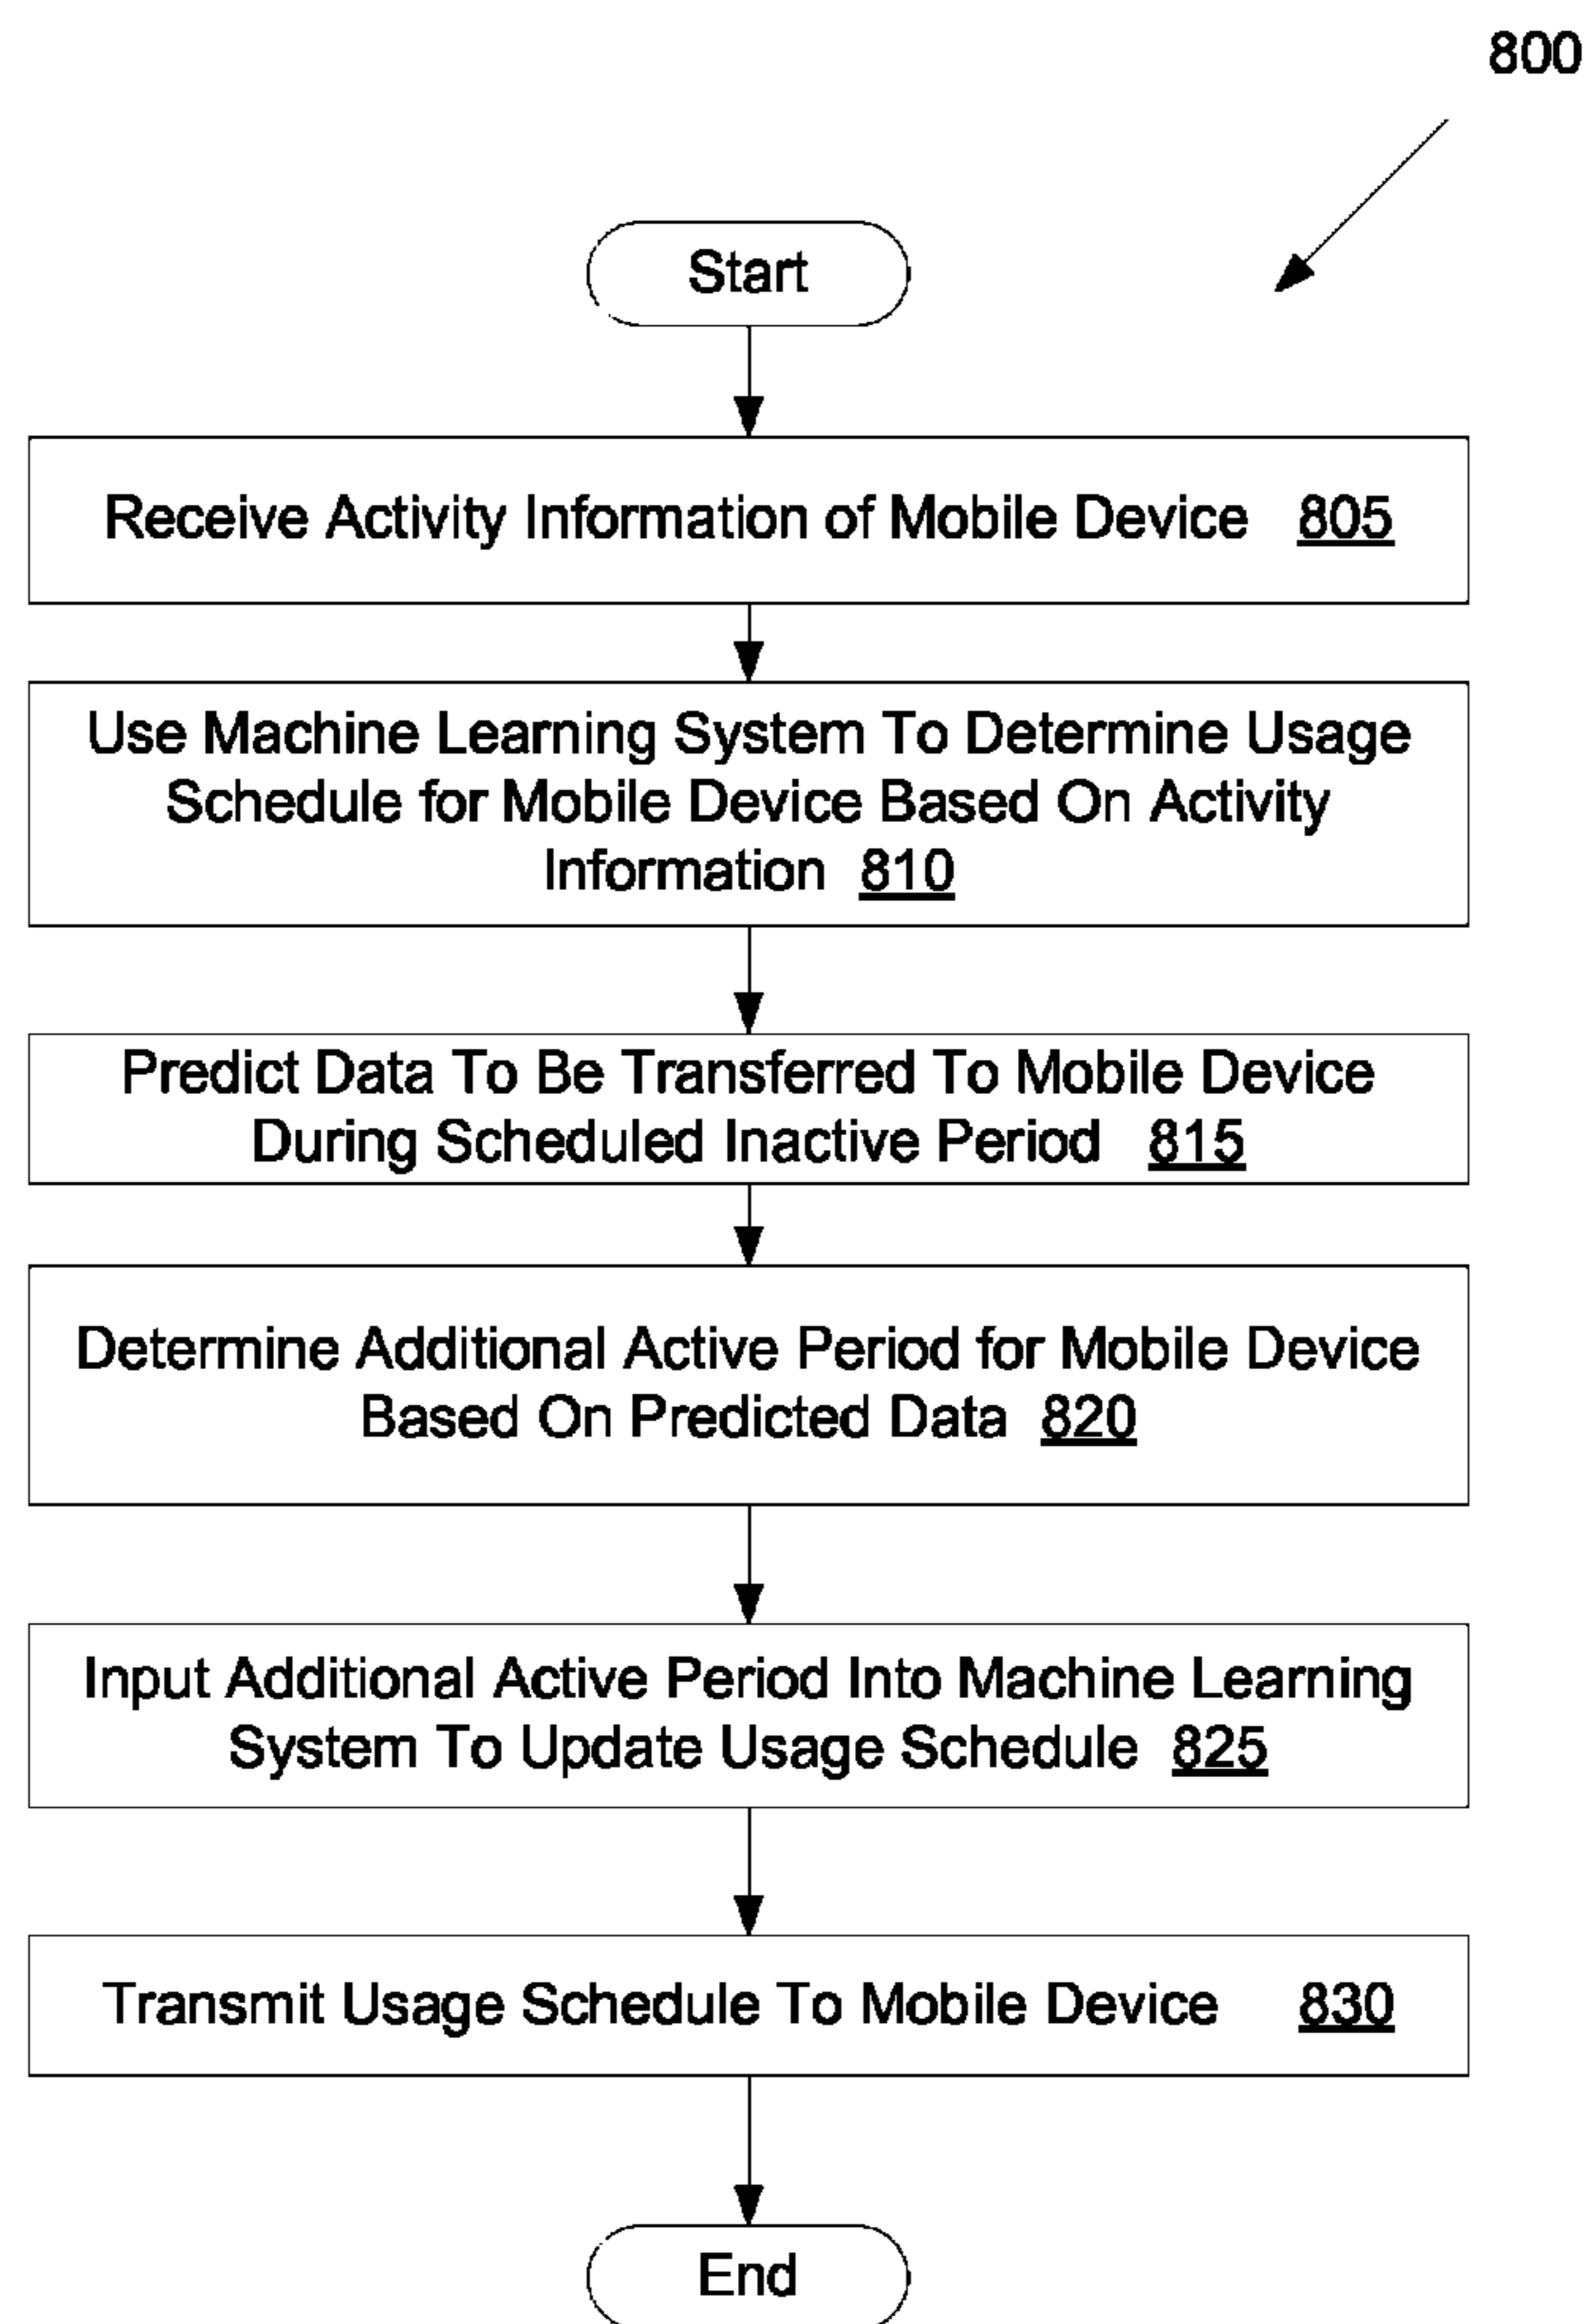 800
Start
Receive Activity Information of Mobile Device 805
Use Machine Learning System To Determine Usage
Schedule for Mobile Device Based On Activity
Information 810
Predict Data To Be Transferred To Mobile Device
During Scheduled Inactive Period 815
Determine Additional Active Period for Mobile Device
Based On Predicted Data 820
Input Additional Active Period Into Machine Learning
System To Update Usage Schedule 825
Transmit Usage Schedule To Mobile Device 830
End